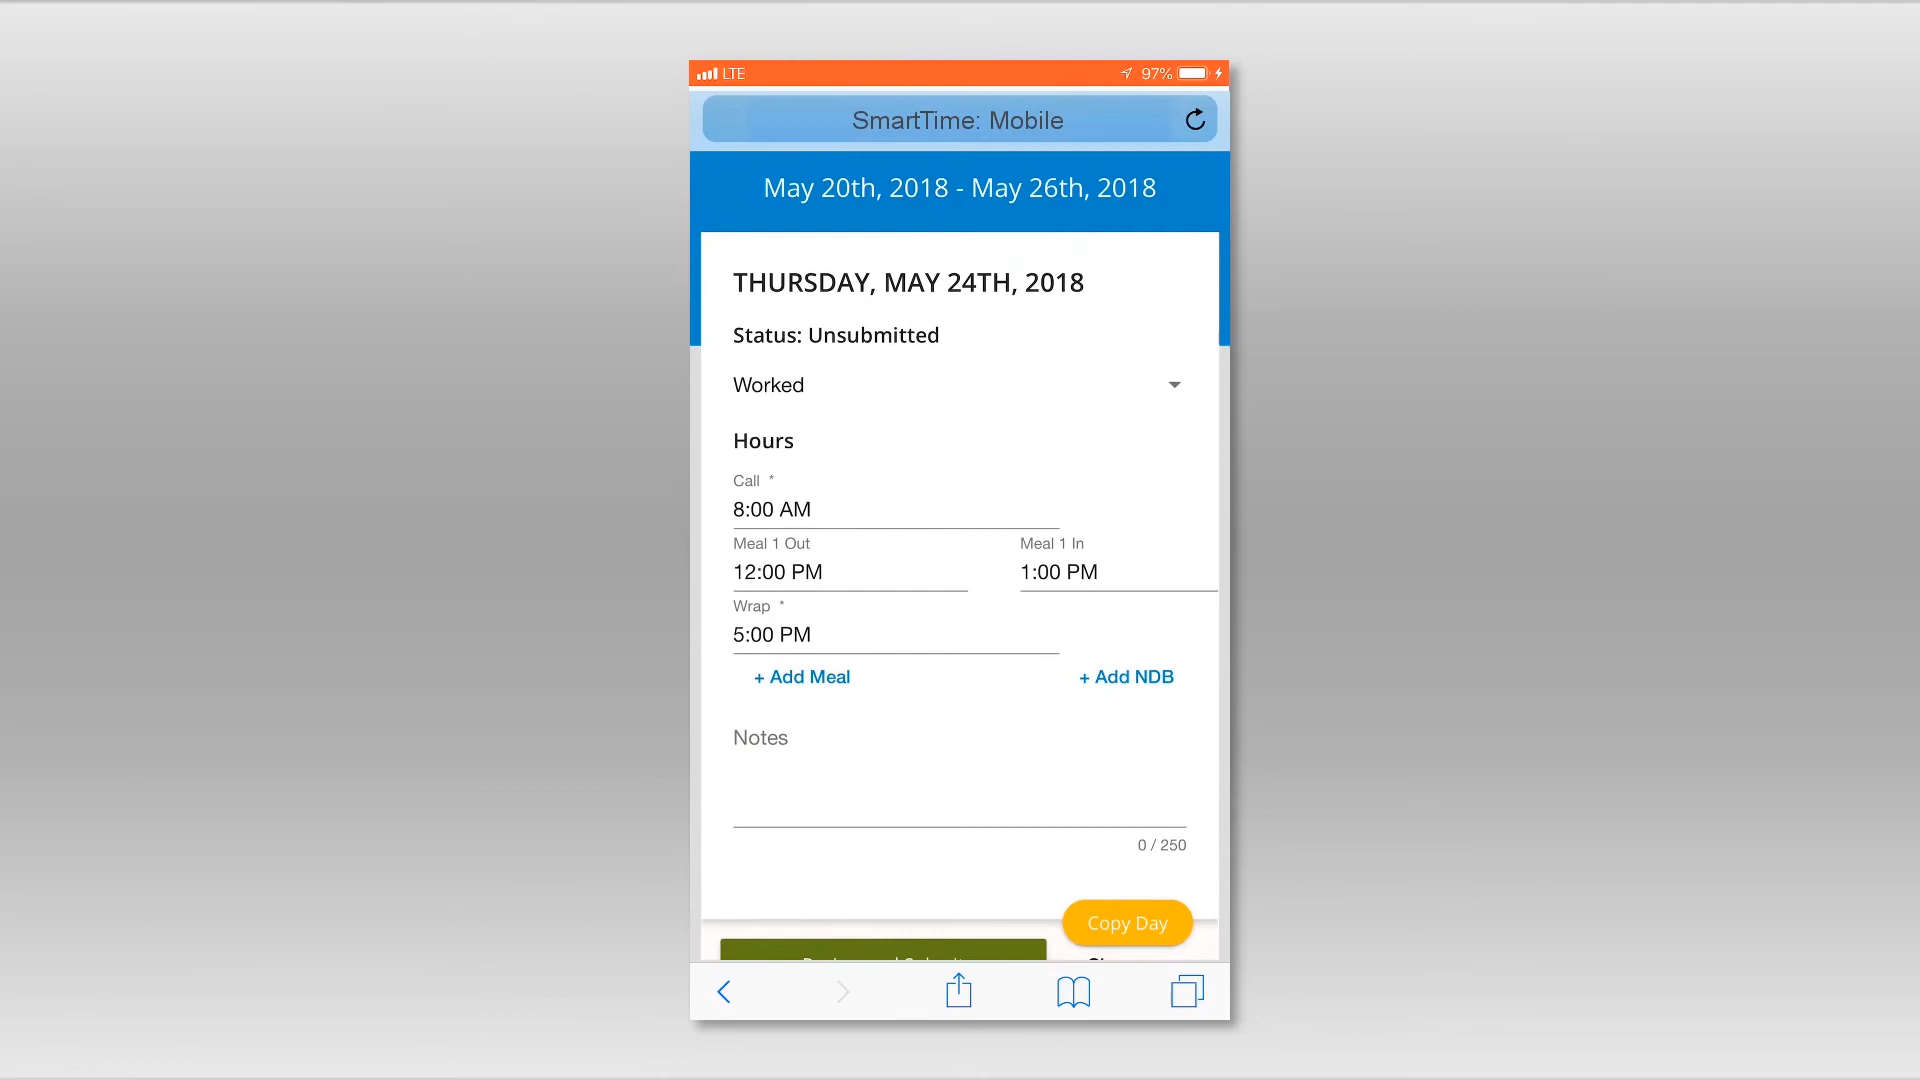 LTE 97%
SmartTime: Mobile
May 20th, 2018 - May 26th, 2018
THURSDAY, MAY 24TH, 2018
Status: Unsubmitted
Worked
Hours
Call *
8:00 AM
Meal 1 Out Meal 1 In
12:00 PM 1:00 PM
Wrap *
5:00 PM
+ Add Meal + Add NDB
Notes
0 / 250
Copy Day